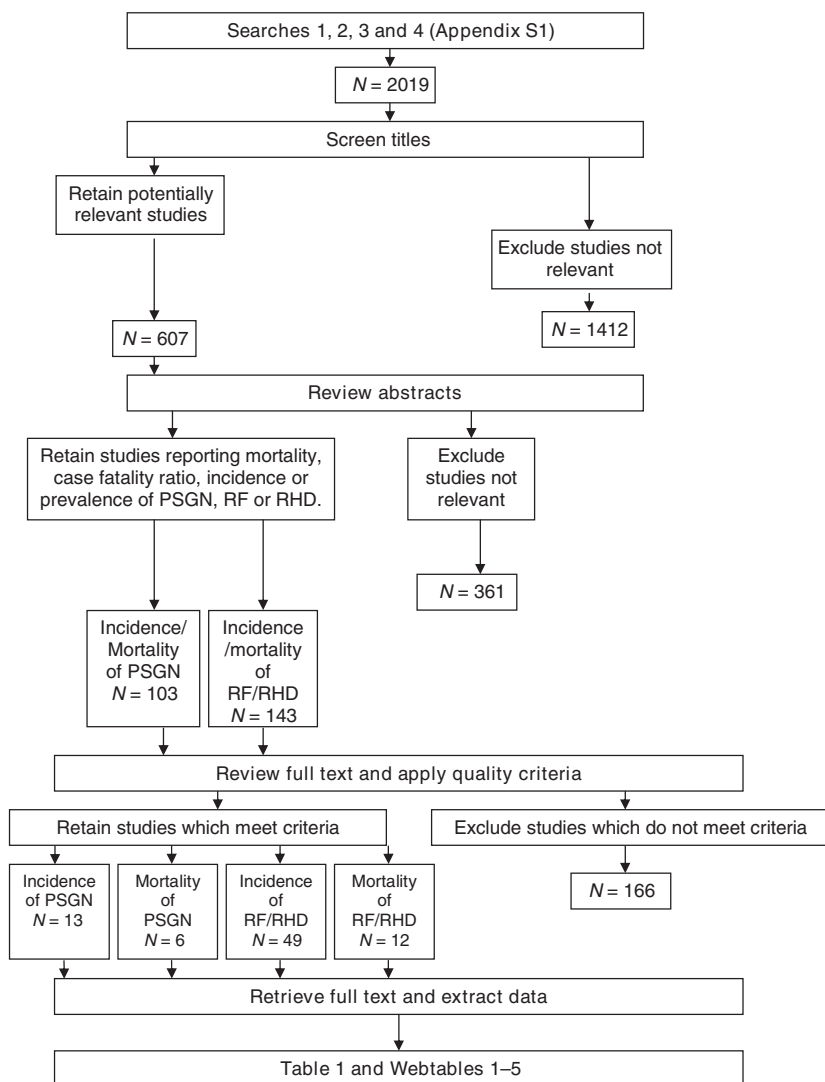 Searches 1, 2, 3 and 4 (Appendix S1)
N = 2019
Screen titles
Retain potentially
relevant studies
Exclude studies not
relevant
N = 607
N = 1412
Review abstracts
Retain studies reporting mortality,
case fatality ratio, incidence or
prevalence of PSGN, RF or RHD.
Exclude
studies not
relevant
N = 361
Incidence/
Mortality
of PSGN
N = 103
Incidence
/mortality
of
RF/RHD
N = 143
Review full text and apply quality criteria
Retain studies which meet criteria
Exclude studies which do not meet criteria
Incidence
of PSGN
N = 13
Mortality
of
PSGN
N = 6
Incidence
of
RF/RHD
N = 49
Mortality
of
RF/RHD
N = 12
N = 166
Retrieve full text and extract data
Table 1 and Webtables 1–5